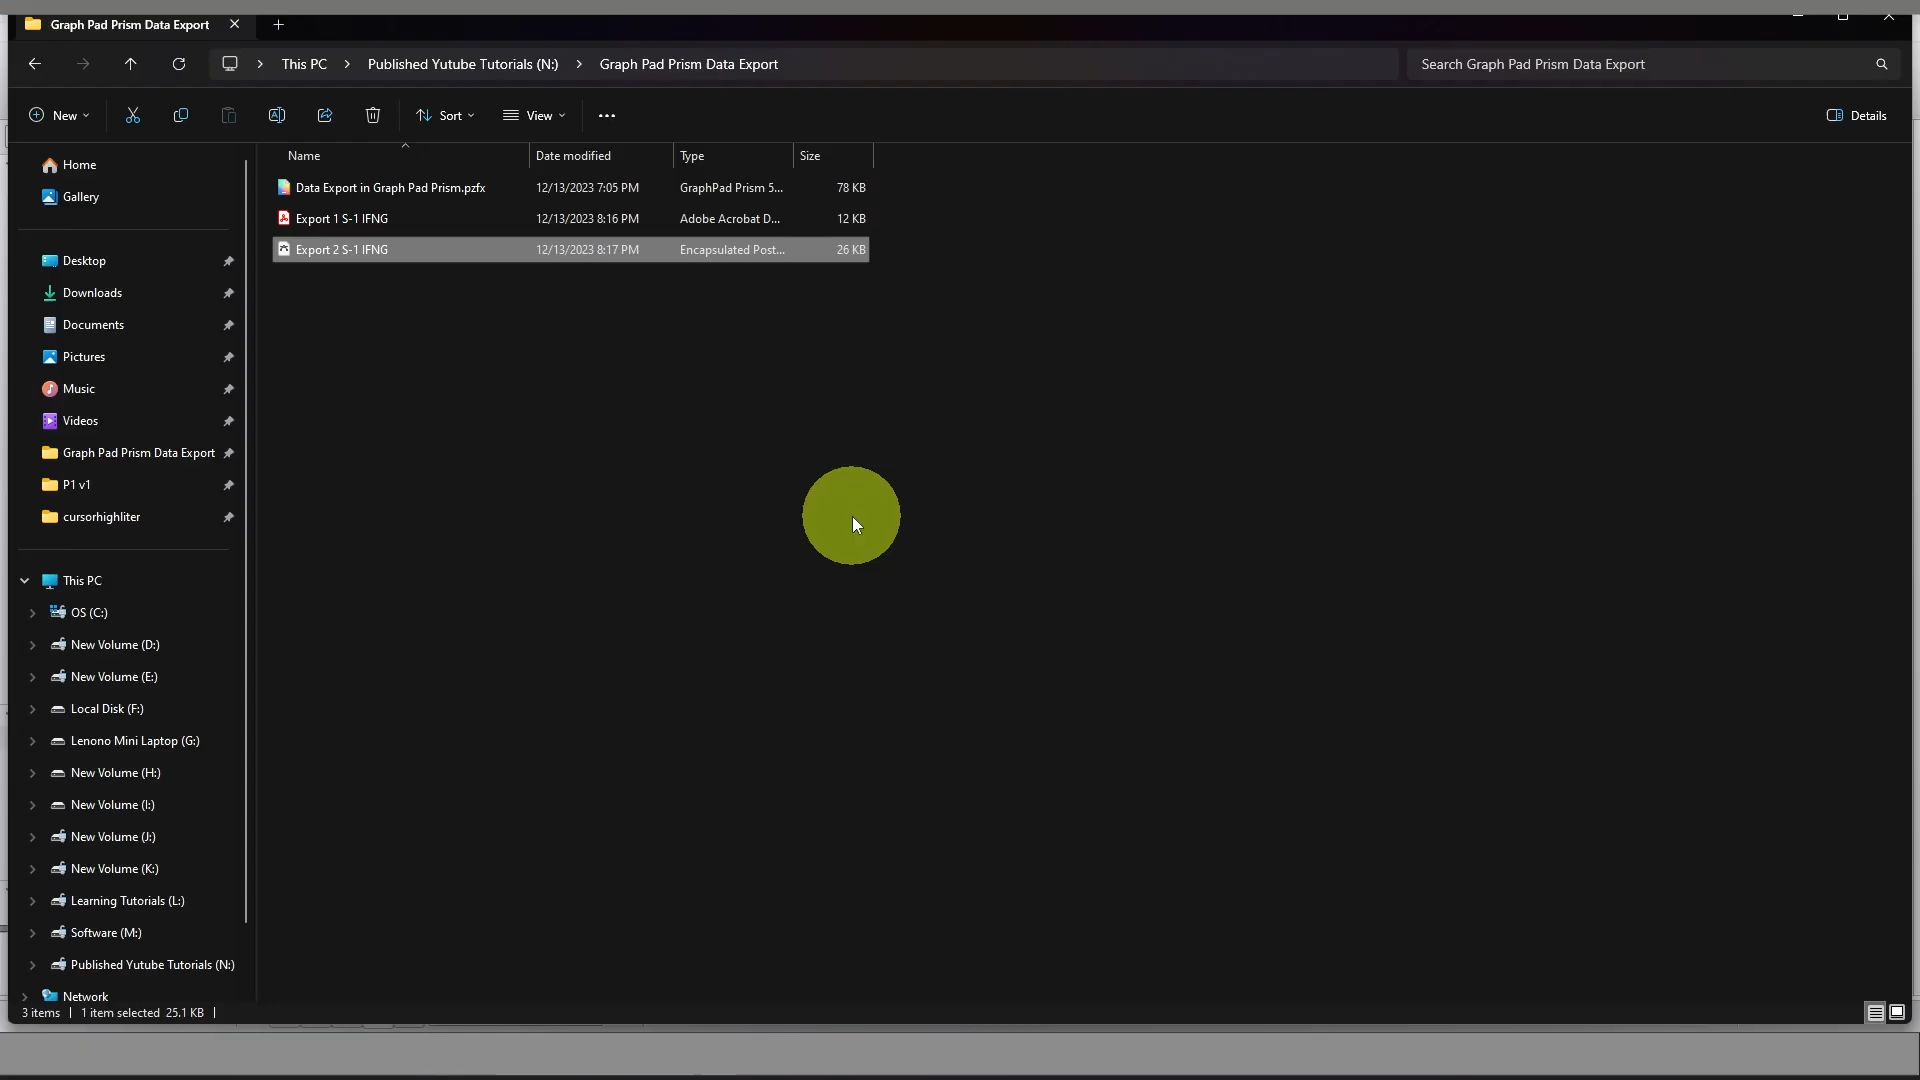 Graph Pad Prism Data Export
This PC
Published Yutube Tutorials (N:)
Graph Pad Prism Data Export
Search Graph Pad Prism Data Export
New
Sort
View
Details
Name
Date modified
Type
Size
Data Export in Graph Pad Prism.pzfx 12/13/2023 7:05 PM GraphPad Prism 5... 78 KB
Export 1 S-1 IFNG 12/13/2023 8:16 PM Adobe Acrobat D... 12 KB
Export 2 S-1 IFNG 12/13/2023 8:17 PM Encapsulated Post... 26 KB
Home
Gallery
Desktop
Downloads
Documents
Pictures
Music
Videos
Graph Pad Prism Data Export
P1 v1
cursorhighliter
This PC
OS (C:)
New Volume (D:)
New Volume (E:)
Local Disk (F:)
Lenono Mini Laptop (G:)
New Volume (H:)
New Volume (I:)
New Volume (J:)
New Volume (K:)
Learning Tutorials (L:)
Software (M:)
Published Yutube Tutorials (N:)
Network
3 items
1 item selected 25.1 KB